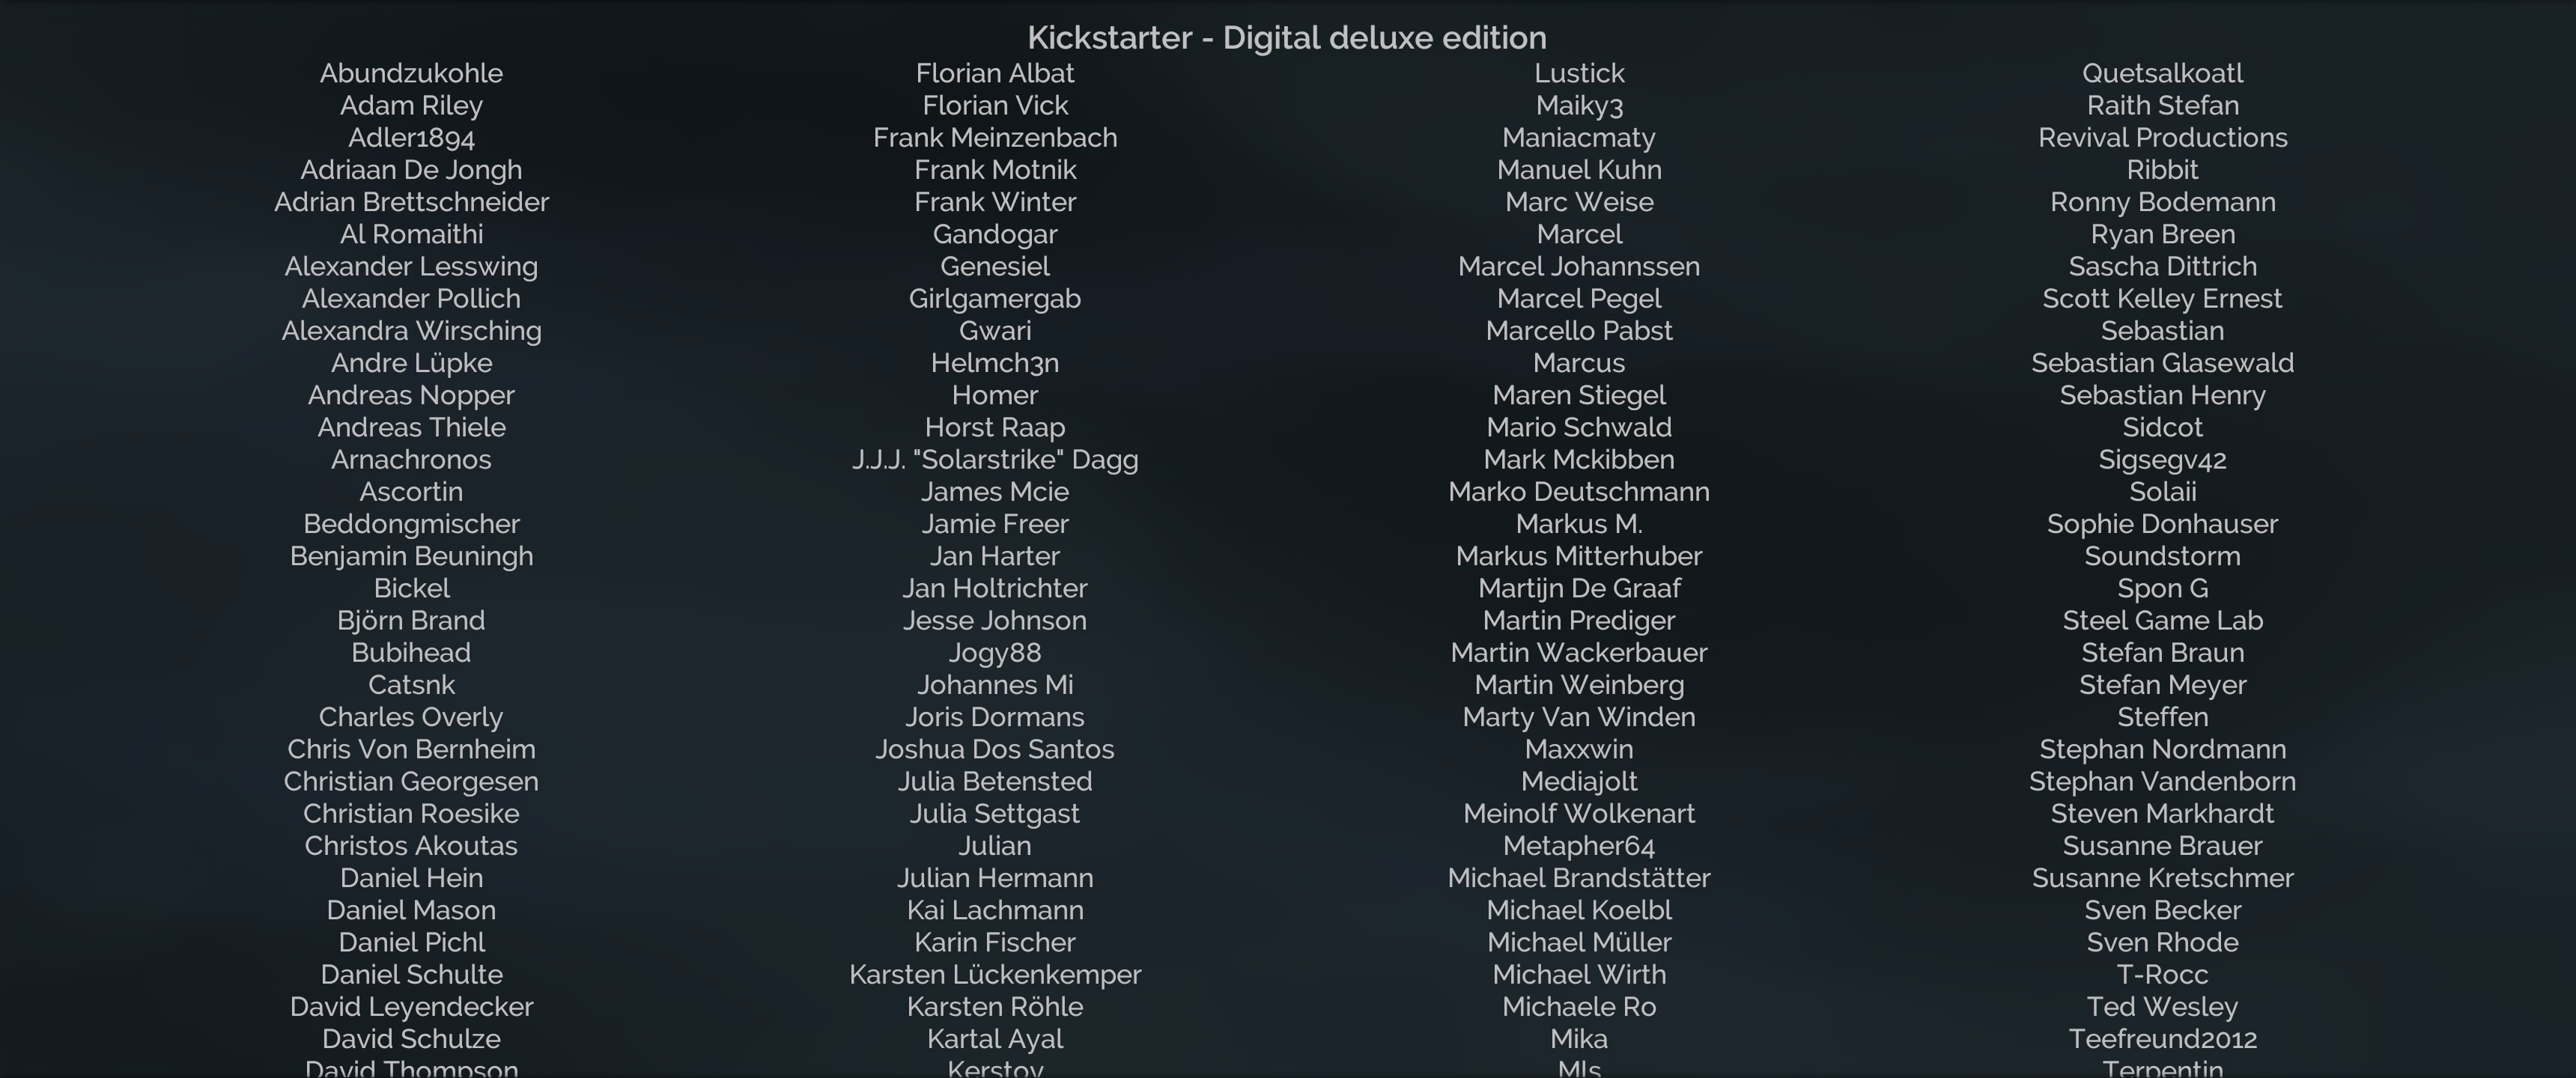 Kickstarter - Digital deluxe edition
Abundzukohle
Adam Riley
Adler1894
Adriaan De Jongh
Adrian Brettschneider
Al Romaithi
Alexander Lesswing
Alexander Pollich
Alexandra Wirsching
Andre Lüpke
Andreas Nopper
Andreas Thiele
Arnachronos
Ascortin
Beddongmischer
Benjamin Beuningh
Bickel
Björn Brand
Bubihead
Catsnk
Charles Overly
Chris Von Bernheim
Christian Georgesen
Christian Roesike
Christos Akoutas
Daniel Hein
Daniel Mason
Daniel Pichl
Daniel Schulte
David Leyendecker
David Schulze
David Thompson
Florian Albat
Florian Vick
Frank Meinzenbach
Frank Motnik
Frank Winter
Gandogar
Genesiel
Girlgamergab
Gwari
Helmch3n
Homer
Horst Raap
J.J.J. "Solarstrike" Dagg
James Mcie
Jamie Freer
Jan Harter
Jan Holtrichter
Jesse Johnson
Jogy88
Johannes Mi
Joris Dormans
Joshua Dos Santos
Julia Betensted
Julia Settgast
Julian
Julian Hermann
Kai Lachmann
Karin Fischer
Karsten Lückenkemper
Karsten Röhle
Kartal Ayal
Lustick
Maiky3
Maniacmaty
Manuel Kuhn
Marc Weise
Marcel
Marcel Johannssen
Marcel Pegel
Marcello Pabst
Marcus
Maren Stiegel
Mario Schwald
Mark Mckibben
Marko Deutschmann
Markus M.
Markus Mitterhuber
Martijn De Graaf
Martin Prediger
Martin Wackerbauer
Martin Weinberg
Marty Van Winden
Maxxwin
Mediajolt
Meinolf Wolkenart
Metapher64
Michael Brandstätter
Michael Koelbl
Michael Müller
Michael Wirth
Michaele Ro
Mika
Quetsalkoatl
Raith Stefan
Revival Productions
Ribbit
Ronny Bodemann
Ryan Breen
Sascha Dittrich
Scott Kelley Ernest
Sebastian
Sebastian Glasewald
Sebastian Henry
Sidcot
Sigsegv42
Solaii
Sophie Donhauser
Soundstorm
Spon G
Steel Game Lab
Stefan Braun
Stefan Meyer
Steffen
Stephan Nordmann
Stephan Vandenborn
Steven Markhardt
Susanne Brauer
Susanne Kretschmer
Sven Becker
Sven Rhode
T-Rocc
Ted Wesley
Teefreund2012
Terpentin